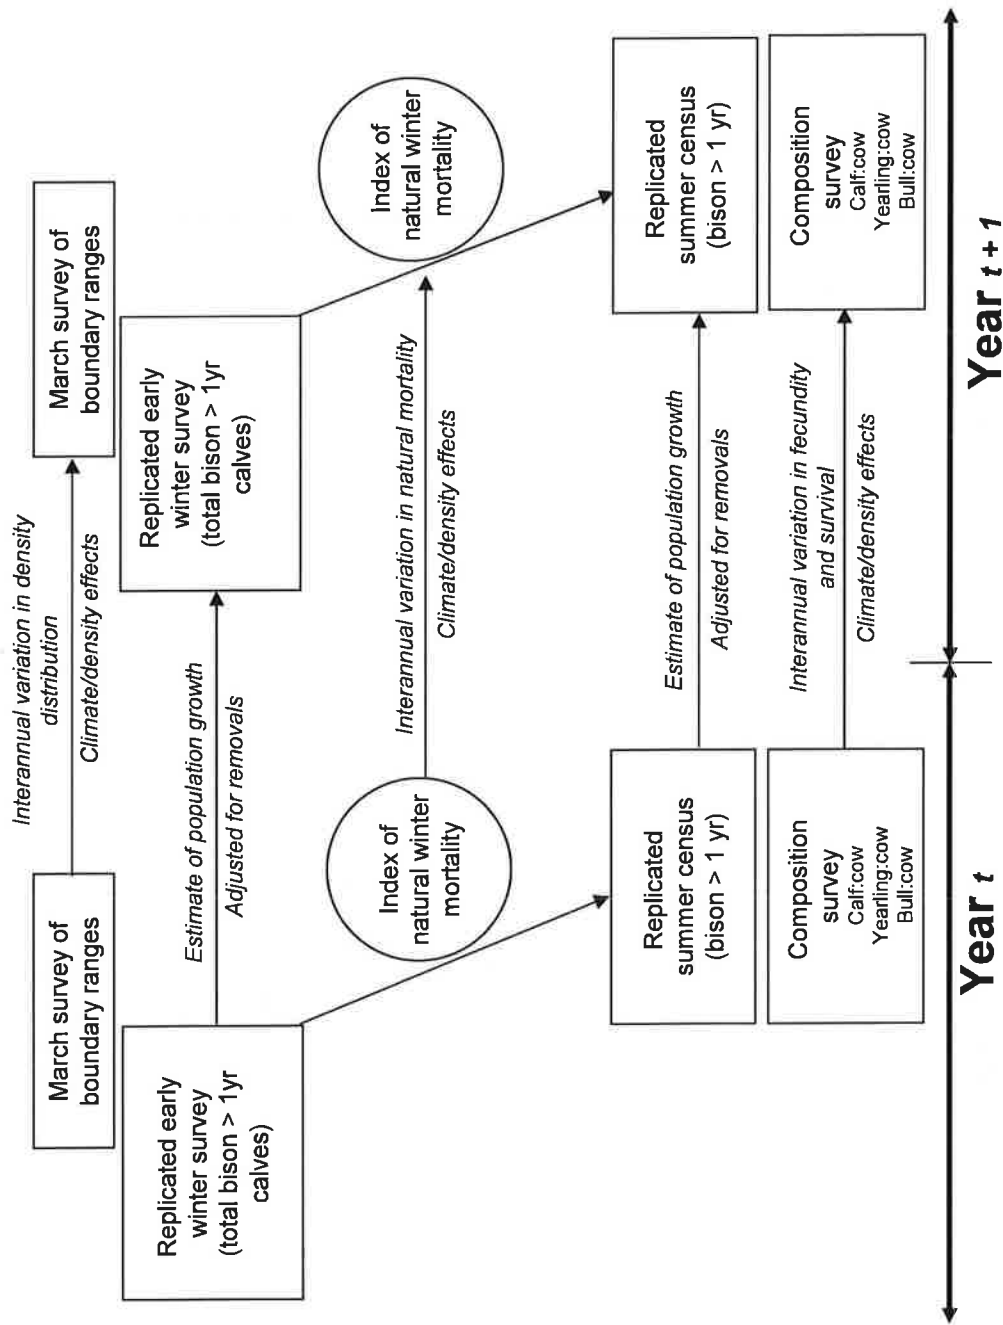 March survey of
boundary ranges
Interannual variation in density
distribution
Climate/density effects
March survey of
boundary ranges
Replicated early
winter survey
(total bison > 1yr
calves)
Estimate of population growth
Adjusted for removals
Replicated early
winter survey
(total bison > 1yr
calves)
Index of
natural winter
mortality
Interannual variation in natural mortality
Climate/density effects
Index of
natural winter
mortality
Replicated
summer census
(bison > 1 yr)
Estimate of population growth
Adjusted for removals
Replicated
summer census
(bison > 1 yr)
Composition
survey
Calf:cow
Yearling:cow
Bull:cow
Interannual variation in fecundity
and survival
Climate/density effects
Composition
survey
Calf:cow
Yearling:cow
Bull:cow
Year t
Year t + 1